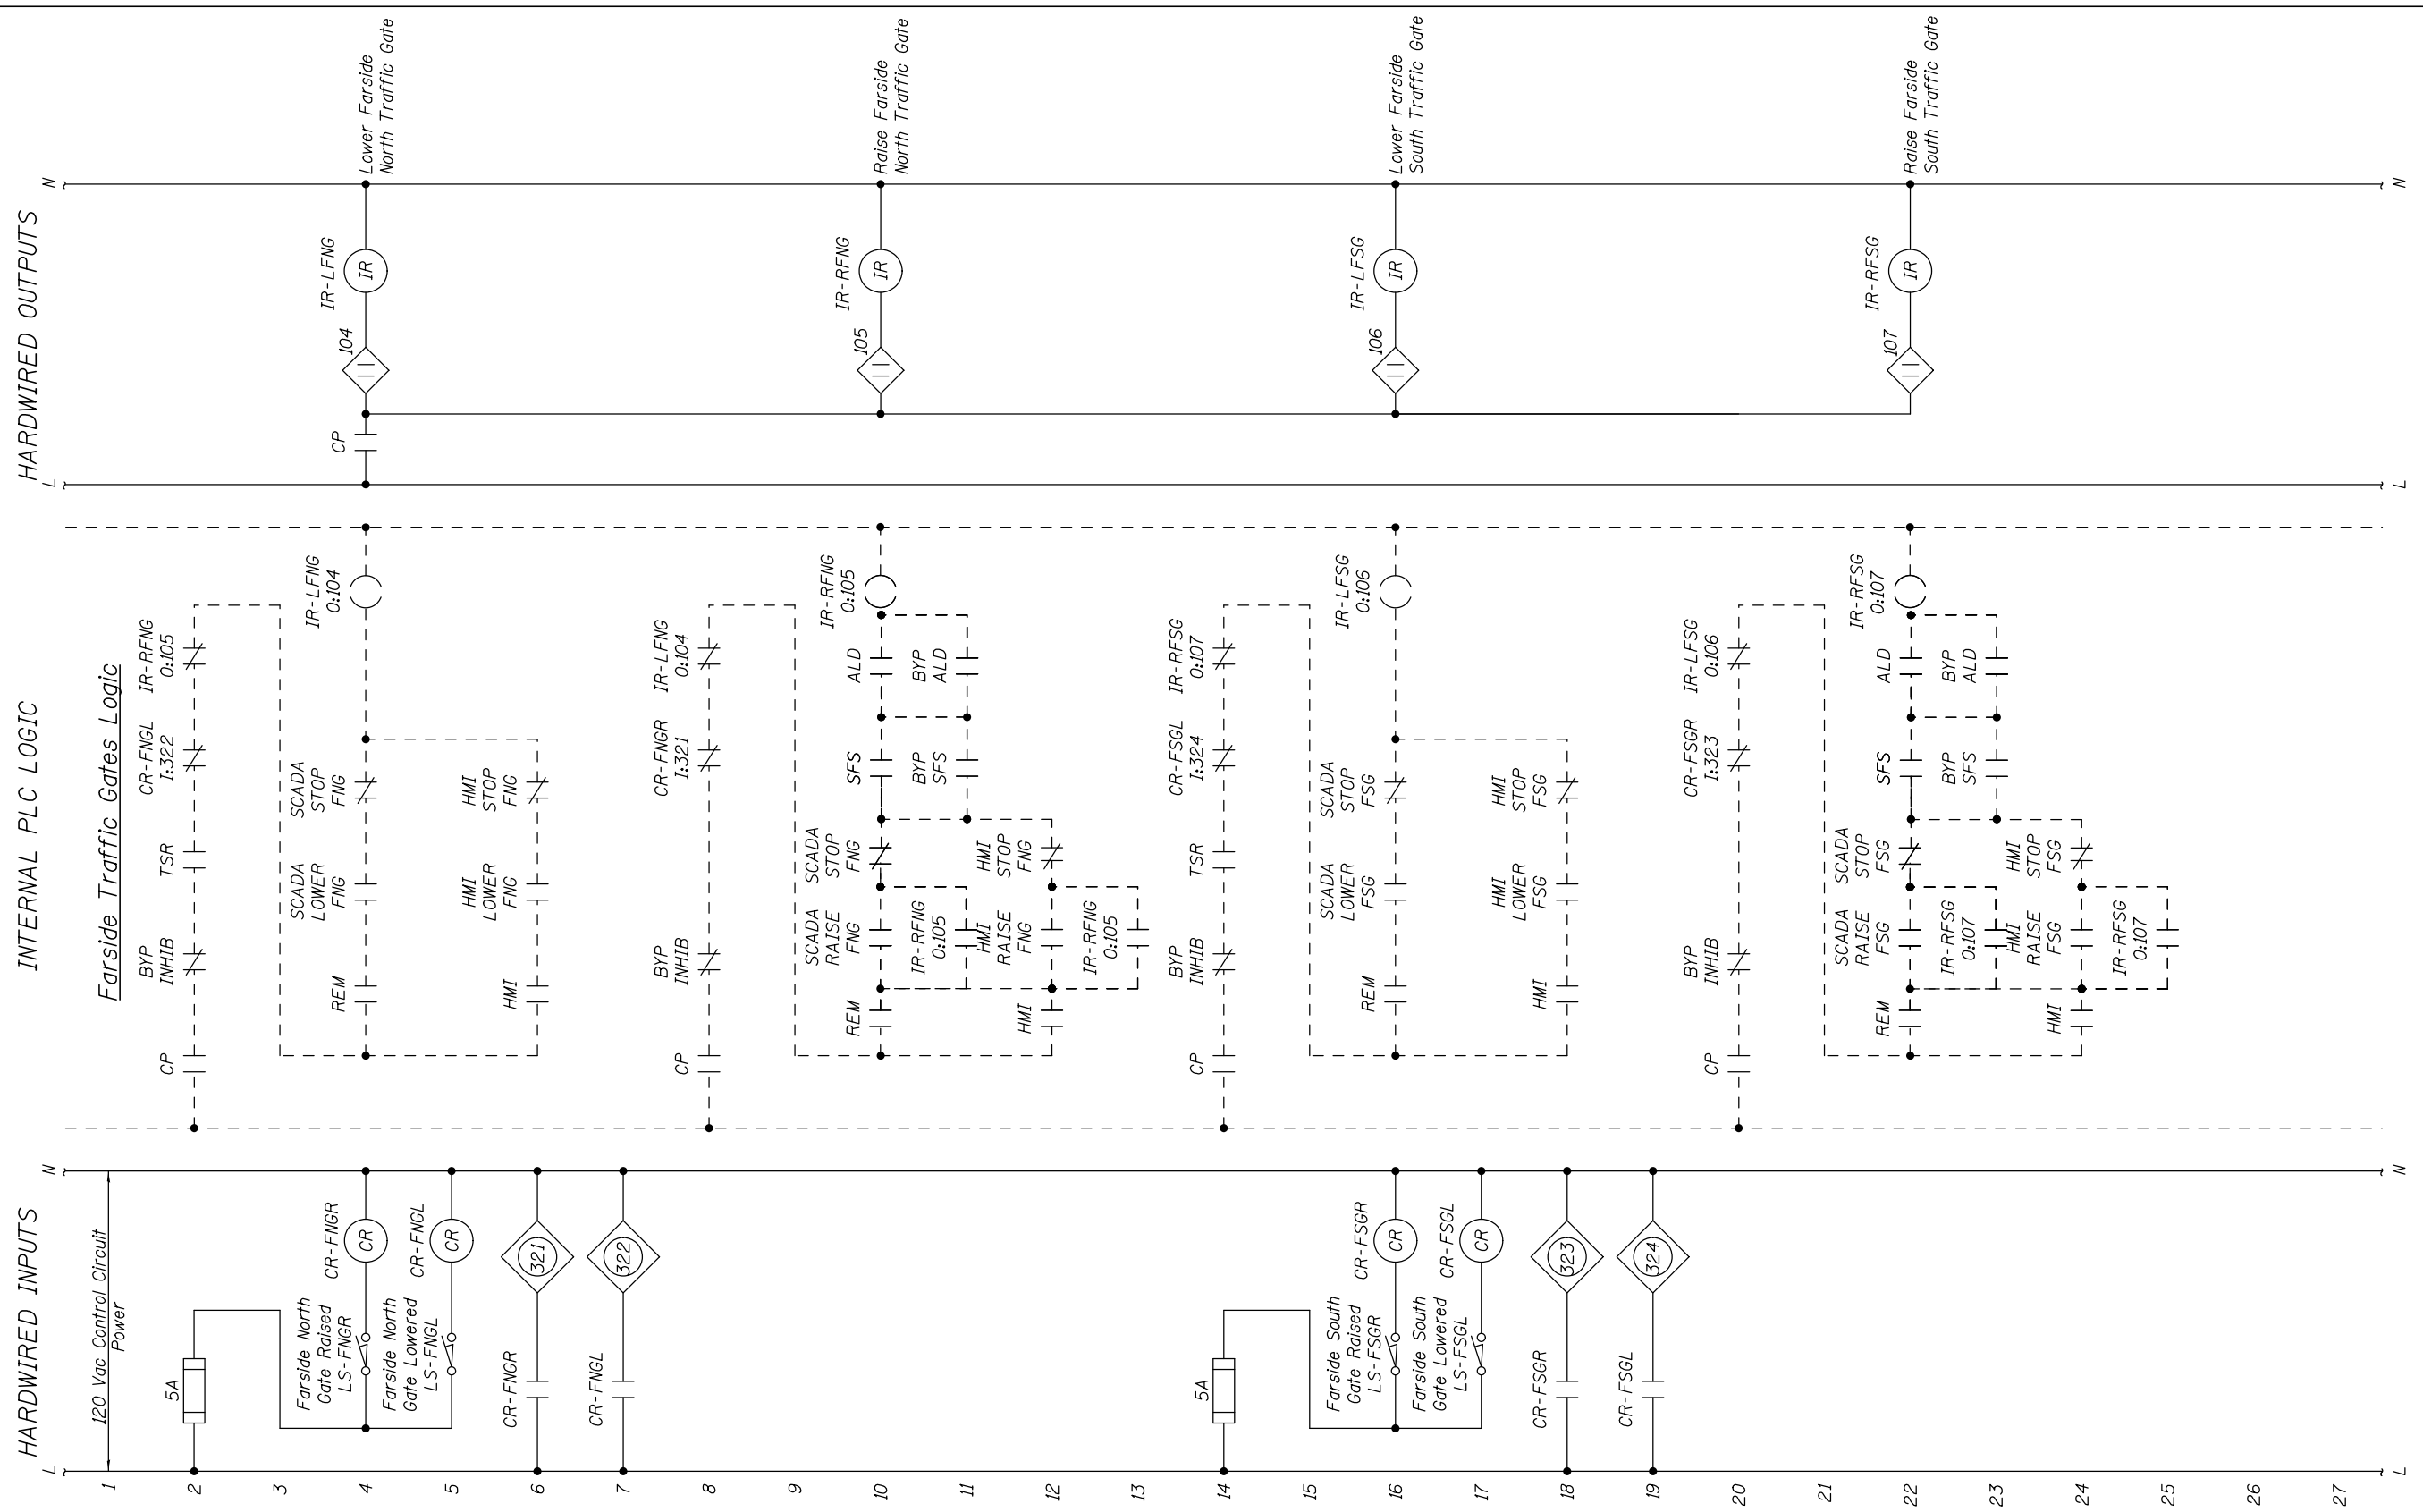 HARDWIRED INPUTS
INTERNAL PLC LOGIC
HARDWIRED OUTPUTS
L
N
L
N
1
120 Vac Control Circuit
Power
Farside Traffic Gates Logic
2
5A
CP
BYP
INHIB
TSR
CR-FNGL
I:322
IR-RFNG
O:105
3
4
Farside North
Gate Raised
LS-FNGR
CR-FNGR
CR
REM
SCADA
LOWER
FNG
SCADA
STOP
FNG
IR-LFNG
O:104
CP
104
IR-LFNG
IR
Lower Farside
North Traffic Gate
5
Farside North
Gate Lowered
LS-FNGL
CR-FNGL
CR
6
CR-FNGR
321
HMI
HMI
LOWER
FNG
HMI
STOP
FNG
7
CR-FNGL
322
8
CP
BYP
INHIB
CR-FNGR
I:321
IR-LFNG
O:104
9
10
REM
SCADA
RAISE
FNG
SCADA
STOP
FNG
SFS
ALD
IR-RFNG
O:105
105
IR-RFNG
IR
Raise Farside
North Traffic Gate
11
IR-RFNG
O:105
BYP
SFS
BYP
ALD
12
HMI
HMI
RAISE
FNG
HMI
STOP
FNG
13
IR-RFNG
O:105
14
5A
CP
BYP
INHIB
TSR
CR-FSGL
I:324
IR-RFSG
O:107
15
16
Farside South
Gate Raised
LS-FSGR
CR-FSGR
CR
REM
SCADA
LOWER
FSG
SCADA
STOP
FSG
IR-LFSG
O:106
106
IR-LFSG
IR
Lower Farside
South Traffic Gate
17
Farside South
Gate Lowered
LS-FSGL
CR-FSGL
CR
18
CR-FSGR
323
HMI
HMI
LOWER
FSG
HMI
STOP
FSG
19
CR-FSGL
324
20
CP
BYP
INHIB
CR-FSGR
I:323
IR-LFSG
O:106
21
22
REM
SCADA
RAISE
FSG
SCADA
STOP
FSG
SFS
ALD
IR-RFSG
O:107
107
IR-RFSG
IR
Raise Farside
South Traffic Gate
23
IR-RFSG
O:107
BYP
SFS
BYP
ALD
24
HMI
HMI
RAISE
FSG
HMI
STOP
FSG
25
IR-RFSG
O:107
26
27
L
N
L
N